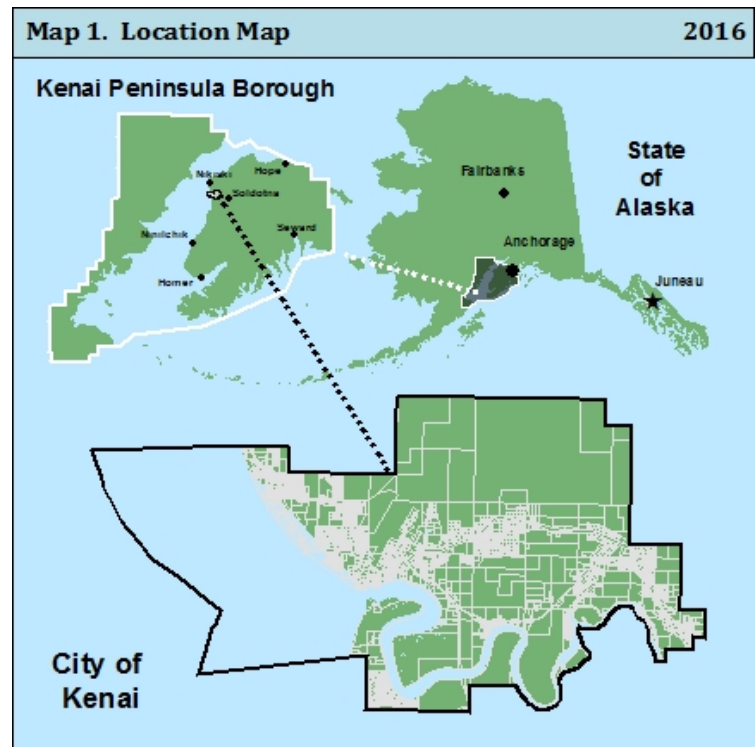 Map 1. Location Map 2016
Kenai Peninsula Borough
Hope
Nikiski
Soldotna
Ninilchik
Seward
Homer
State
of
Alaska
Fairbanks
Anchorage
Juneau
City of
Kenai